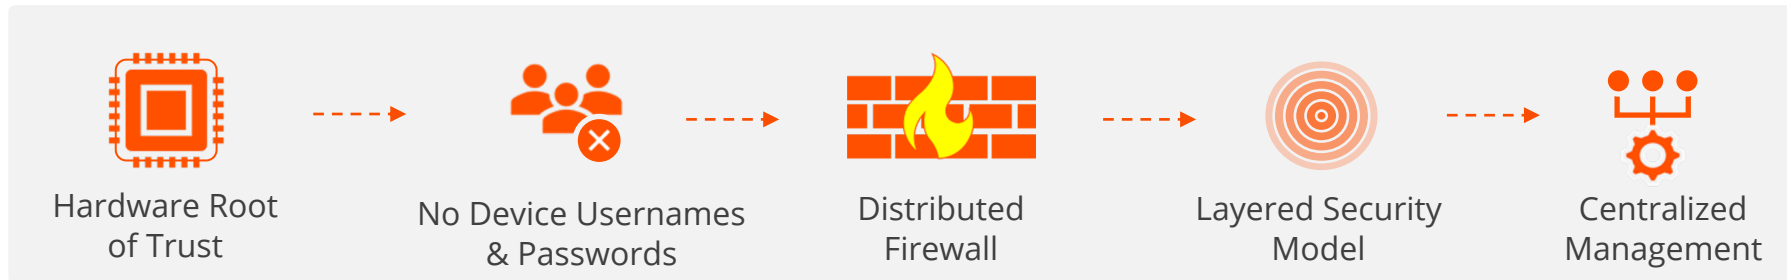 Hardware Root
of Trust
No Device Usernames
& Passwords
Distributed
Firewall
Layered Security
Model
Centralized
Management